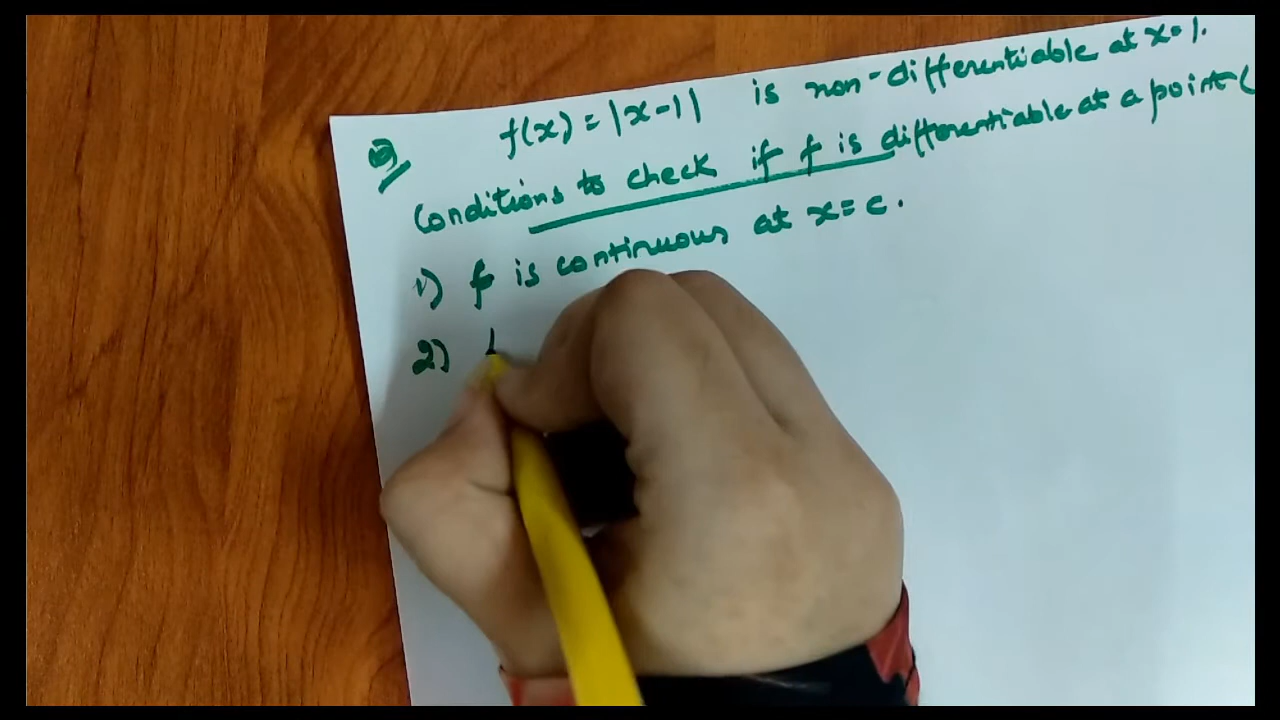 Q) f(x) = |x-1| is non-differentiable at x=1.
Conditions to check if f is differentiable at a point (
1) f is continuous at x=c.
2)